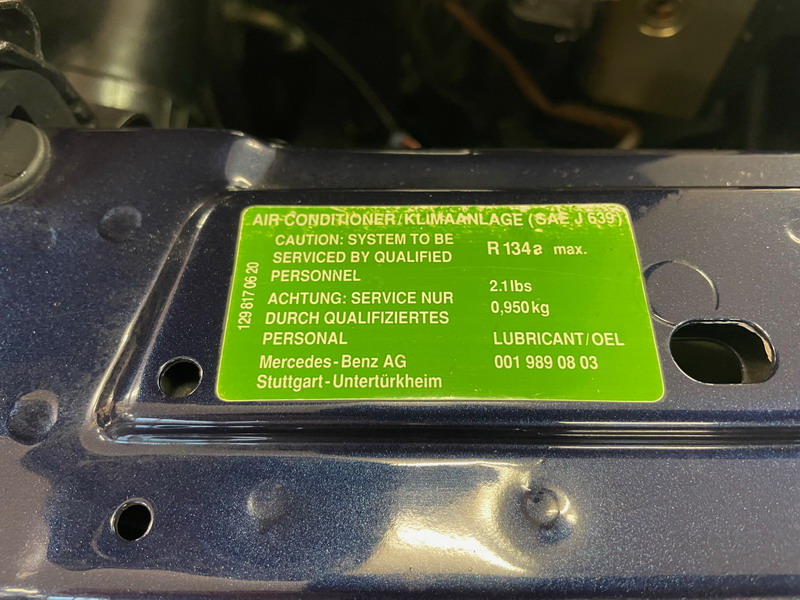 AIR CONDITIONER/KLIMAANLAGE (SAE J 639)
CAUTION: SYSTEM TO BE
SERVICED BY QUALIFIED
PERSONNEL
R 134a max.
2.1 lbs
0,950 kg
ACHTUNG: SERVICE NUR
DURCH QUALIFIZIERTES
PERSONAL
LUBRICANT/OEL
001 989 08 03
Mercedes-Benz AG
Stuttgart-Untertürkheim
129 817 06 20